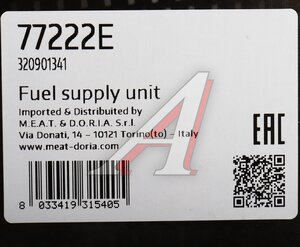 77222E
320901341
Fuel supply unit
Imported & Distributed by
M.E.A.T. & D.O.R.I.A. S.r.l.
Via Donati, 14 - 10121 Torino(to) - Italy
www.meat-doria.com
EAC
8 033419 315405